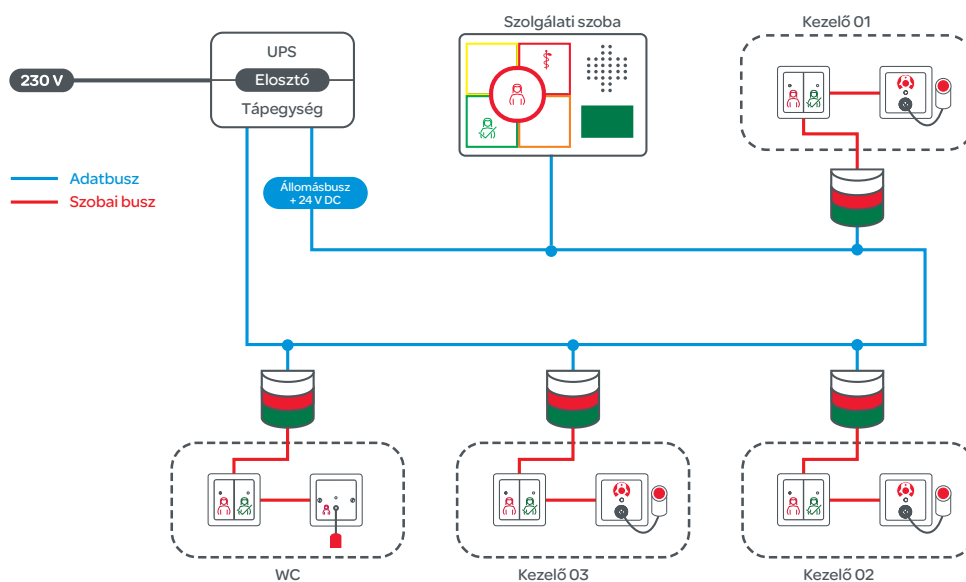 Szolgálati szoba
Kezelő 01
UPS
230 V
Elosztó
Tápegység
Adatbusz
Szobai busz
Állomásbusz
+ 24 V DC
WC
Kezelő 03
Kezelő 02